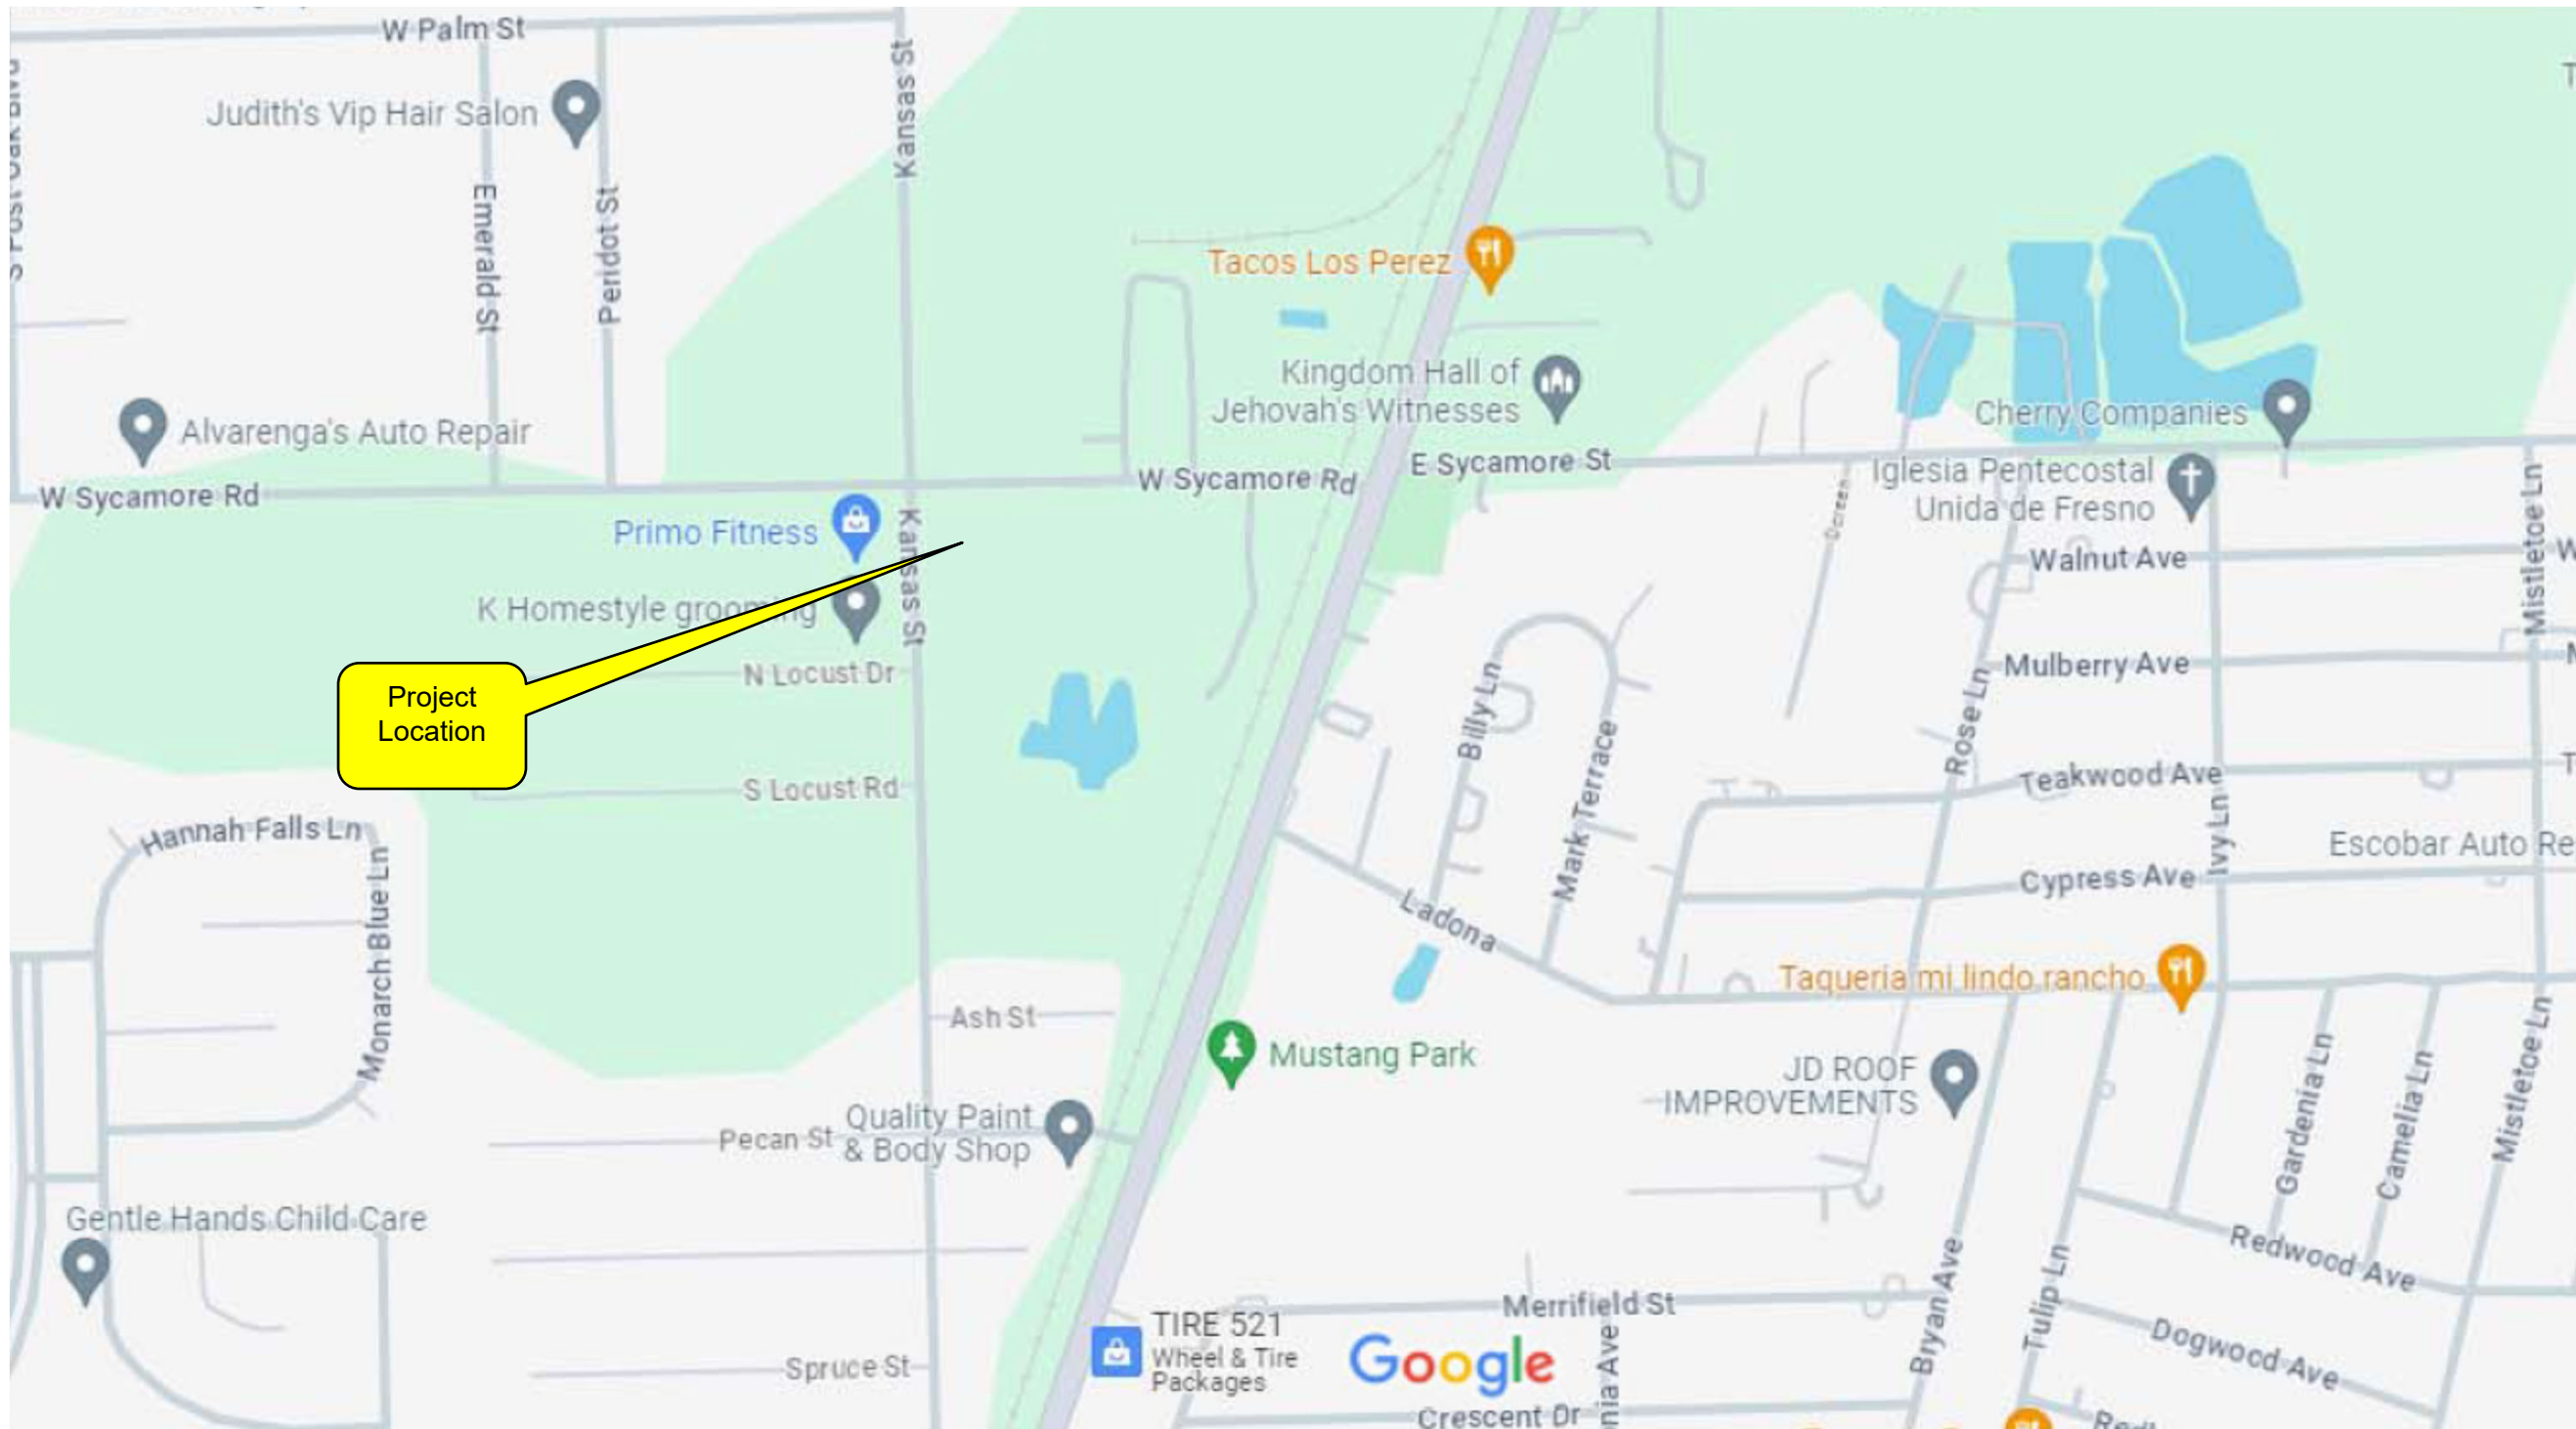 W Palm St
Kansas St
Judith's Vip Hair Salon
Emerald St
Peridot St
Tacos Los Perez
Kingdom Hall of
Jehovah's Witnesses
Alvarenga's Auto Repair
Cherry Companies
W Sycamore Rd
W Sycamore Rd
E Sycamore St
Iglesia Pentecostal
Unida de Fresno
Primo Fitness
Kansas St
Walnut Ave
Mistletoe Ln
K Homestyle grooming
N Locust Dr
Mulberry Ave
Project
Location
Billy Ln
Rose Ln
Mark Terrace
S Locust Rd
Teakwood Ave
Ivy Ln
Hannah Falls Ln
Monarch Blue Ln
Escobar Auto Re
Cypress Ave
Ladona
Taqueria mi lindo rancho
Ash St
Mustang Park
JD ROOF
IMPROVEMENTS
Gardenia Ln
Camelia Ln
Mistletoe Ln
Pecan St
Quality Paint
& Body Shop
Gentle Hands Child Care
Redwood Ave
Bryan Ave
Tulip Ln
Merrifield St
TIRE 521
Wheel & Tire
Packages
Google
Dogwood Ave
Spruce St
nia Ave
Crescent Dr